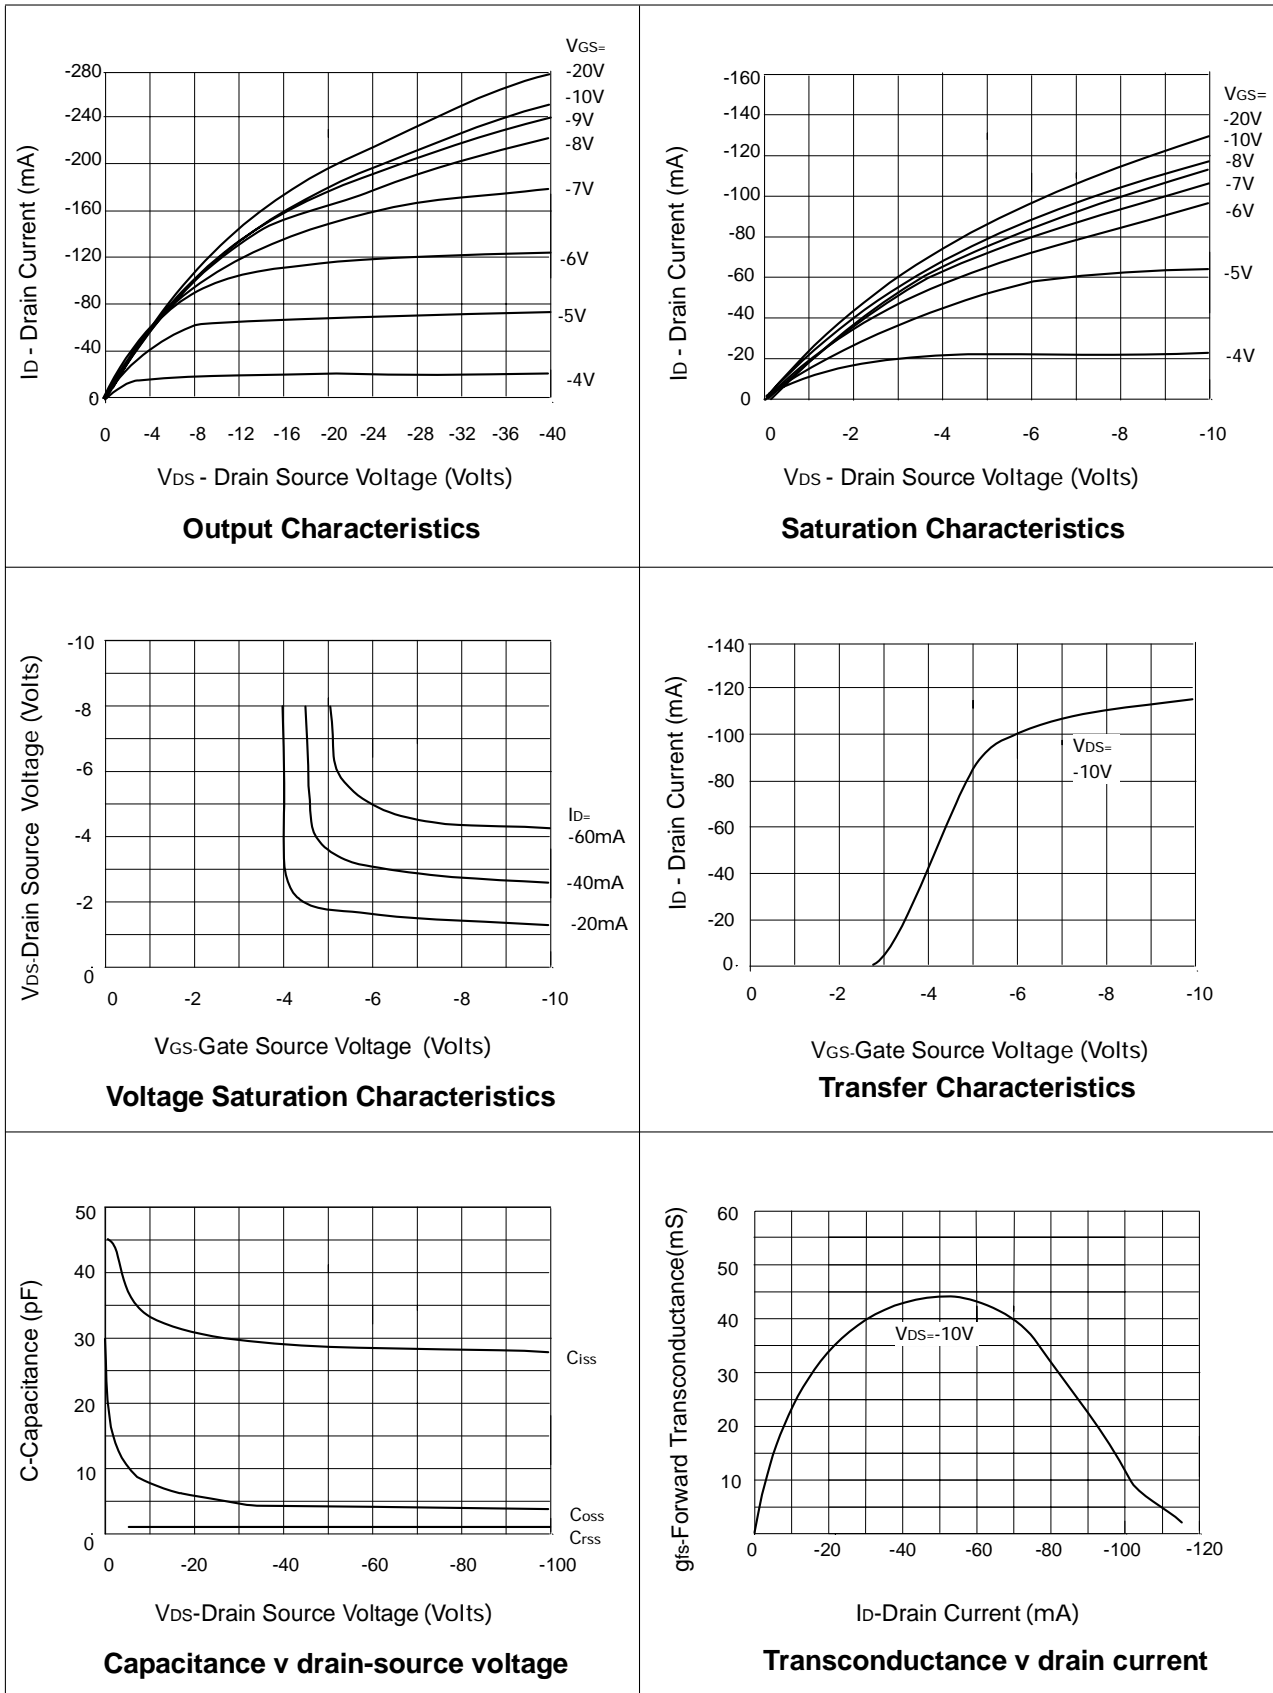 VGS=
-20V
-10V
-9V
-8V
-7V
-6V
-5V
-4V
-280
-240
-200
-160
-120
-80
-40
0
ID - Drain Current (mA)
0 -4 -8 -12 -16 -20 -24 -28 -32 -36 -40
VDS - Drain Source Voltage (Volts)
Output Characteristics
VGS=
-20V
-10V
-8V
-7V
-6V
-5V
-4V
-160
-140
-120
-100
-80
-60
-40
-20
0
ID - Drain Current (mA)
0 -2 -4 -6 -8 -10
VDS - Drain Source Voltage (Volts)
Saturation Characteristics
-10
-8
-6
-4
-2
0
VDS-Drain Source Voltage (Volts)
ID=
-60mA
-40mA
-20mA
0 -2 -4 -6 -8 -10
VGS-Gate Source Voltage (Volts)
Voltage Saturation Characteristics
-140
-120
-100
-80
-60
-40
-20
0
ID - Drain Current (mA)
VDS=
-10V
0 -2 -4 -6 -8 -10
VGS-Gate Source Voltage (Volts)
Transfer Characteristics
50
40
30
20
10
0
C-Capacitance (pF)
Ciss
Coss
Crss
0 -20 -40 -60 -80 -100
VDS-Drain Source Voltage (Volts)
Capacitance v drain-source voltage
60
50
40
30
20
10
gfs-Forward Transconductance(mS)
VDS=-10V
0 -20 -40 -60 -80 -100 -120
ID-Drain Current (mA)
Transconductance v drain current